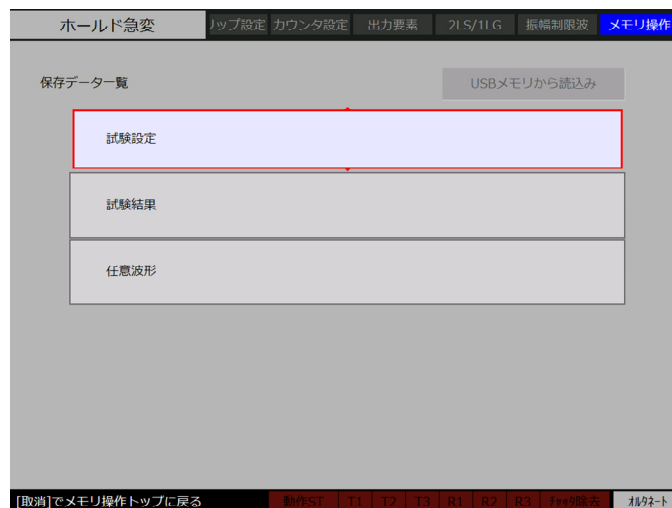 ホールド急変 リップ設定 カウンタ設定 出力要素 2LS/1LG 振幅制限波 メモリ操作
保存データ一覧 USBメモリから読込み
試験設定
試験結果
任意波形
[取消]でメモリ操作トップに戻る 動作ST T1 T2 T3 R1 R2 R3 ﾁｬｯﾀ除去 ｵﾙﾀﾈｰﾄ